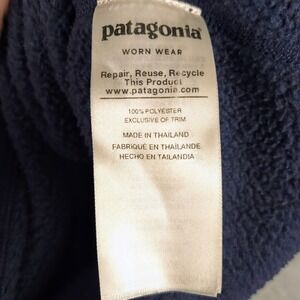 patagonia
WORN WEAR
Repair, Reuse, Recycle
This Product
www.patagonia.com
100% POLYESTER
EXCLUSIVE OF TRIM
MADE IN THAILAND
FABRIQUÉ EN THAÏLANDE
HECHO EN TAILANDIA